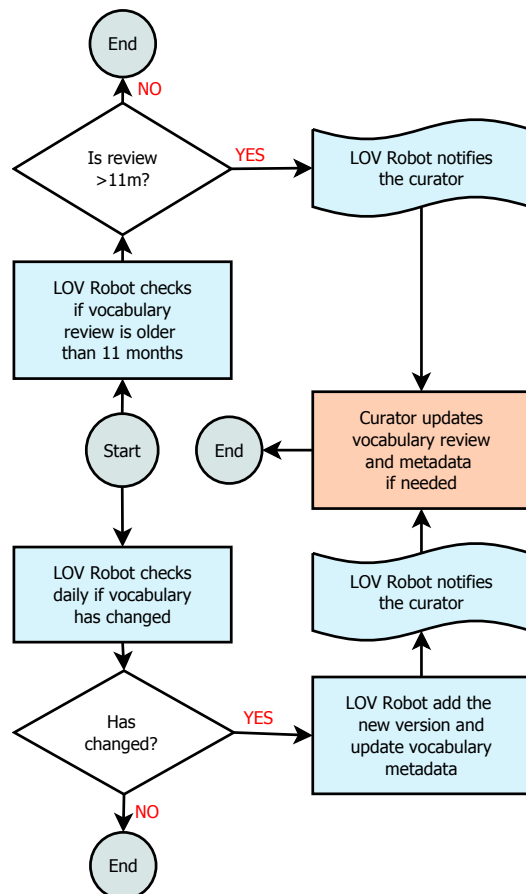 End
NO
Is review
>11m?
YES
LOV Robot notifies
the curator
LOV Robot checks
if vocabulary
review is older
than 11 months
Start
End
Curator updates
vocabulary review
and metadata
if needed
LOV Robot checks
daily if vocabulary
has changed
LOV Robot notifies
the curator
Has
changed?
YES
LOV Robot add the
new version and
update vocabulary
metadata
NO
End